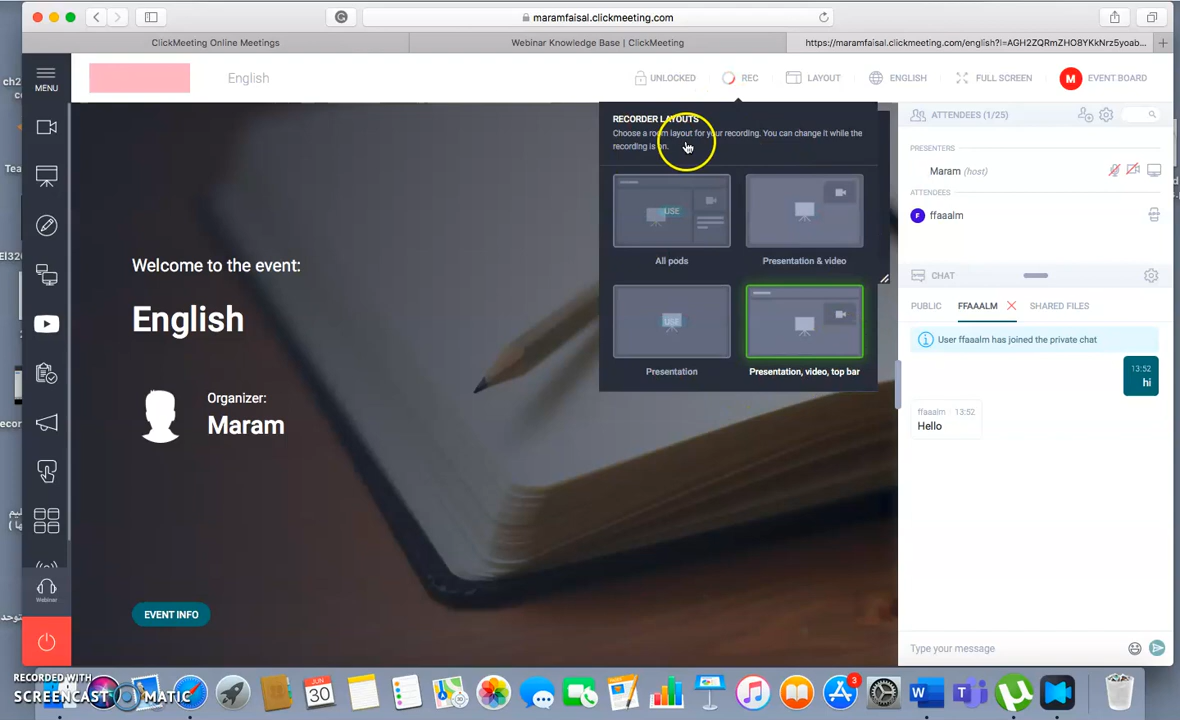 maramfaisal.clickmeeting.com
ClickMeeting Online Meetings
Webinar Knowledge Base | ClickMeeting
https://maramfaisal.clickmeeting.com/english?l=AGH2ZQRmZHO8YKkNrz5yoab...
MENU
English
UNLOCKED
REC
LAYOUT
ENGLISH
FULL SCREEN
M
EVENT BOARD
RECORDER LAYOUTS
Choose a room layout for your recording. You can change it while the
recording is on.
USE
All pods
Presentation & video
USE
Presentation
Presentation, video, top bar
ATTENDEES (1/25)
PRESENTERS
Maram (host)
ATTENDEES
F
ffaaalm
CHAT
PUBLIC
FFAAALM
SHARED FILES
User ffaaalm has joined the private chat
13:52
hi
ffaaalm 13:52
Hello
Type your message
Welcome to the event:
English
Organizer:
Maram
EVENT INFO
Webinar
RECORDED WITH
SCREENCAST MATIC
JUN
30
3